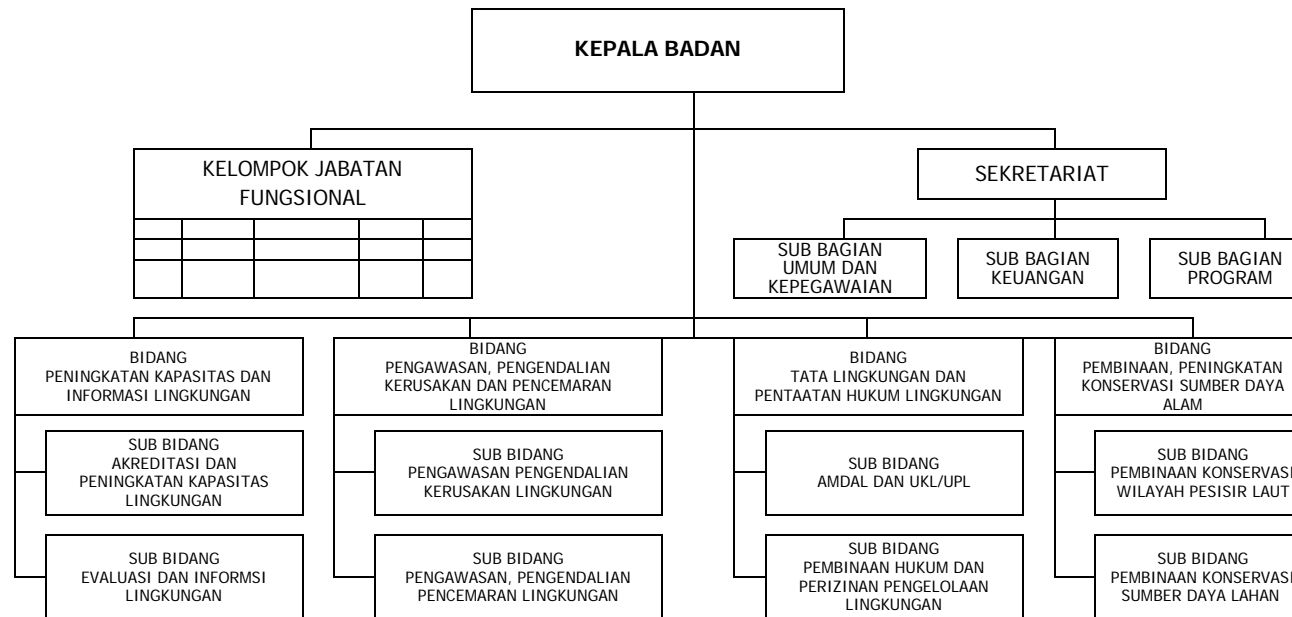 KEPALA BADAN
KELOMPOK JABATAN
FUNGSIONAL
SEKRETARIAT
SUB BAGIAN
UMUM DAN
KEPEGAWAIAN
SUB BAGIAN
KEUANGAN
SUB BAGIAN
PROGRAM
BIDANG
PENINGKATAN KAPASITAS DAN
INFORMASI LINGKUNGAN
BIDANG
PENGAWASAN, PENGENDALIAN
KERUSAKAN DAN PENCEMARAN
LINGKUNGAN
BIDANG
TATA LINGKUNGAN DAN
PENTAATAN HUKUM LINGKUNGAN
BIDANG
PEMBINAAN, PENINGKATAN
KONSERVASI SUMBER DAYA
ALAM
SUB BIDANG
AKREDITASI DAN
PENINGKATAN KAPASITAS
LINGKUNGAN
SUB BIDANG
PENGAWASAN PENGENDALIAN
KERUSAKAN LINGKUNGAN
SUB BIDANG
AMDAL DAN UKL/UPL
SUB BIDANG
PEMBINAAN KONSERVASI
WILAYAH PESISIR LAUT
SUB BIDANG
EVALUASI DAN INFORMSI
LINGKUNGAN
SUB BIDANG
PENGAWASAN, PENGENDALIAN
PENCEMARAN LINGKUNGAN
SUB BIDANG
PEMBINAAN HUKUM DAN
PERIZINAN PENGELOLAAN
LINGKUNGAN
SUB BIDANG
PEMBINAAN KONSERVASI
SUMBER DAYA LAHAN